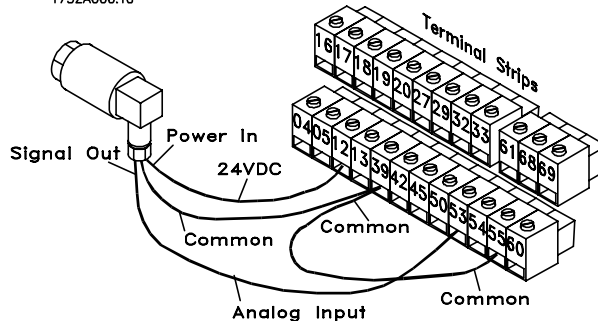 Terminal Strips
16 17 18 19 20 27 29 32 33 61 68 69
04 05 12 13 39 42 45 50 53 54 55 60
Power In
Signal Out
24VDC
Common
Common
Common
Analog Input